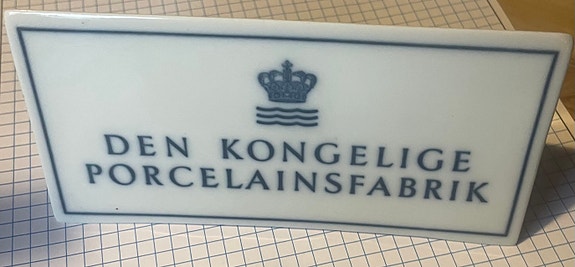 DEN KONGELIGE
PORCELAINSFABRIK